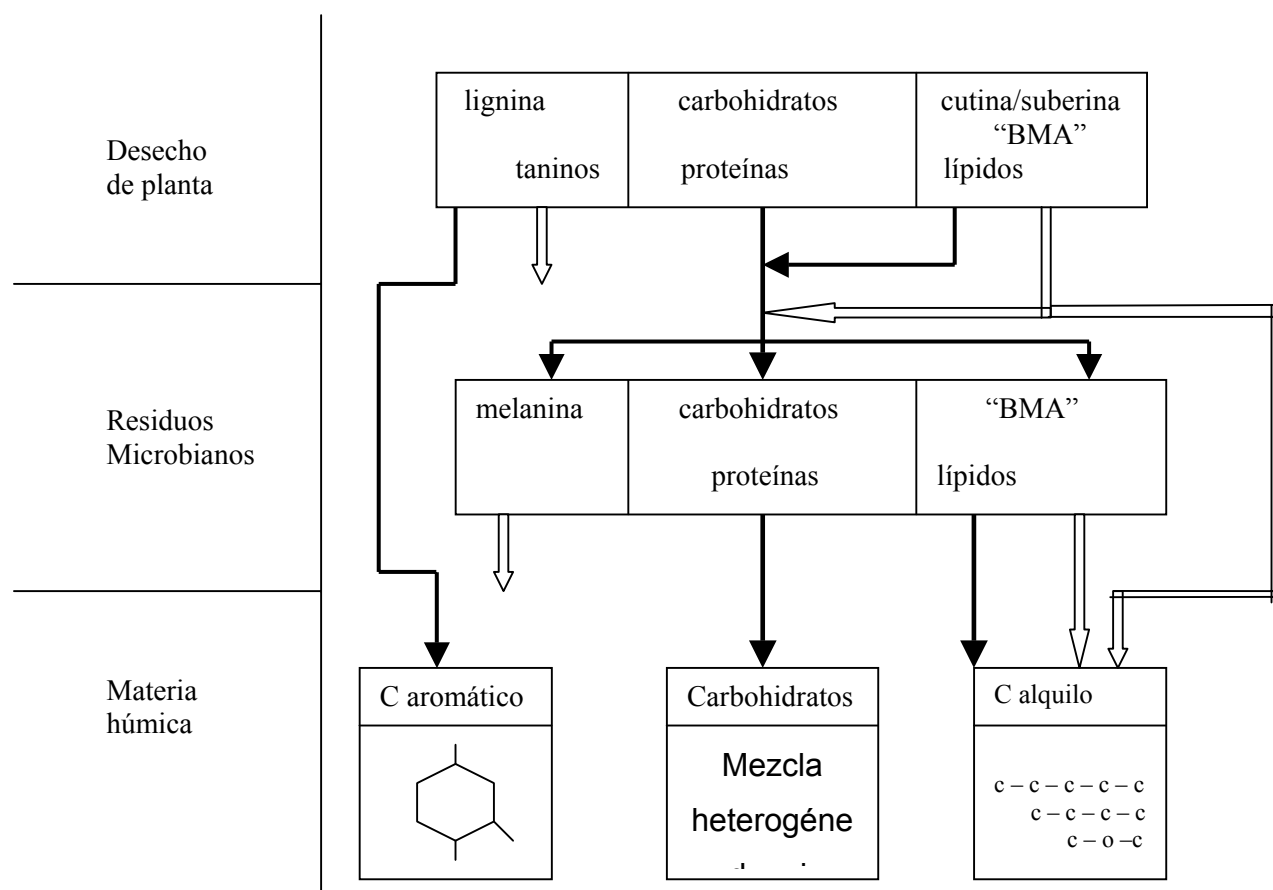 Desecho
de planta
lignina
taninos
carbohidratos
proteínas
cutina/suberina
“BMA”
lípidos
Residuos
Microbianos
melanina
carbohidratos
proteínas
“BMA”
lípidos
Materia
húmica
C aromático
Carbohidratos
Mezcla
heterogéne
C alquilo
c – c – c – c – c
c – c – c – c
c – o –c